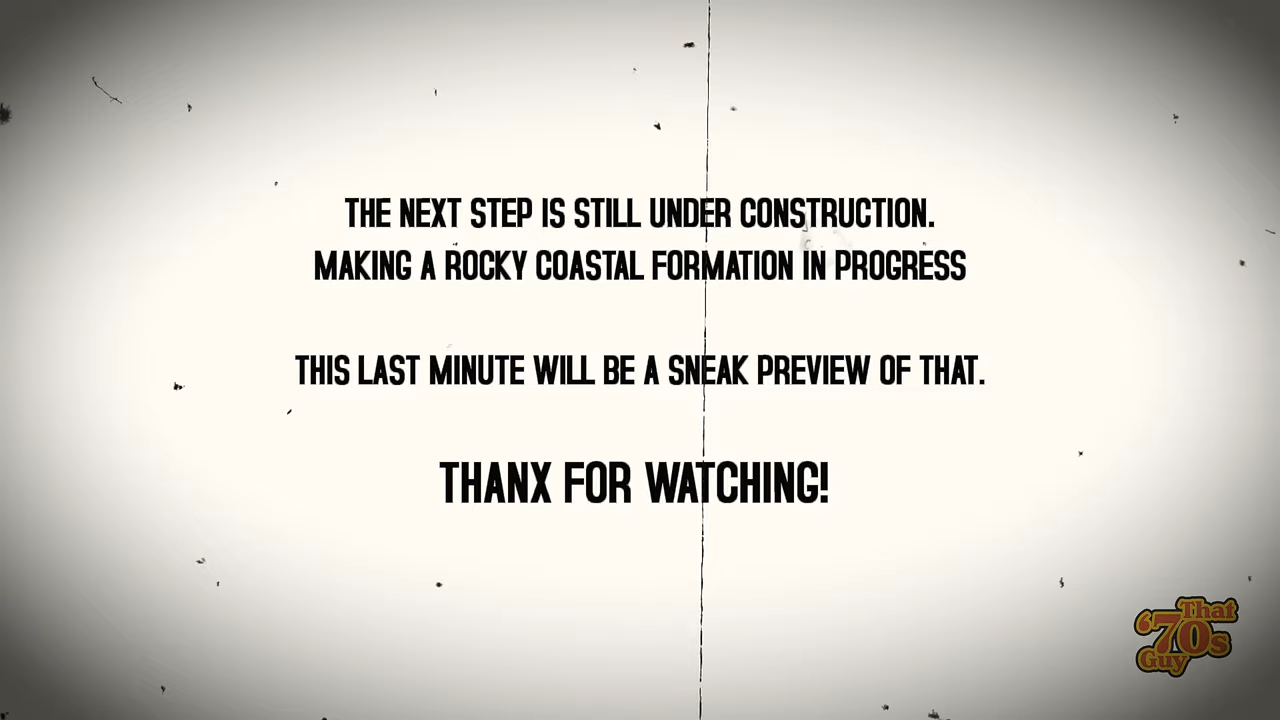 THE NEXT STEP IS STILL UNDER CONSTRUCTION.
MAKING A ROCKY COASTAL FORMATION IN PROGRESS
THIS LAST MINUTE WILL BE A SNEAK PREVIEW OF THAT.
THANX FOR WATCHING!
That
'70s
Guy